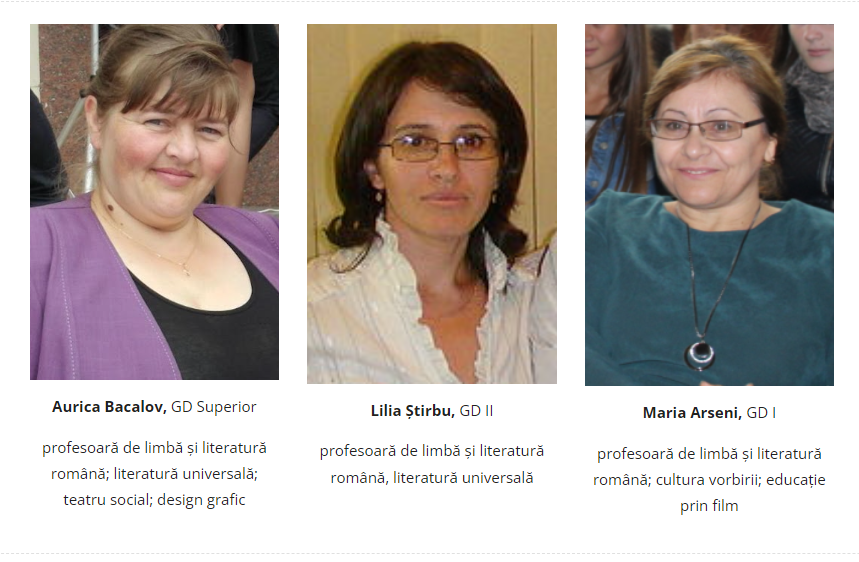 Aurica Bacalov, GD Superior
profesoară de limbă și literatură
română; literatură universală;
teatru social; design grafic
Lilia Știrbu, GD II
profesoară de limbă și literatură
română, literatură universală
Maria Arseni, GD I
profesoară de limbă și literatură
română; cultura vorbirii; educație
prin film